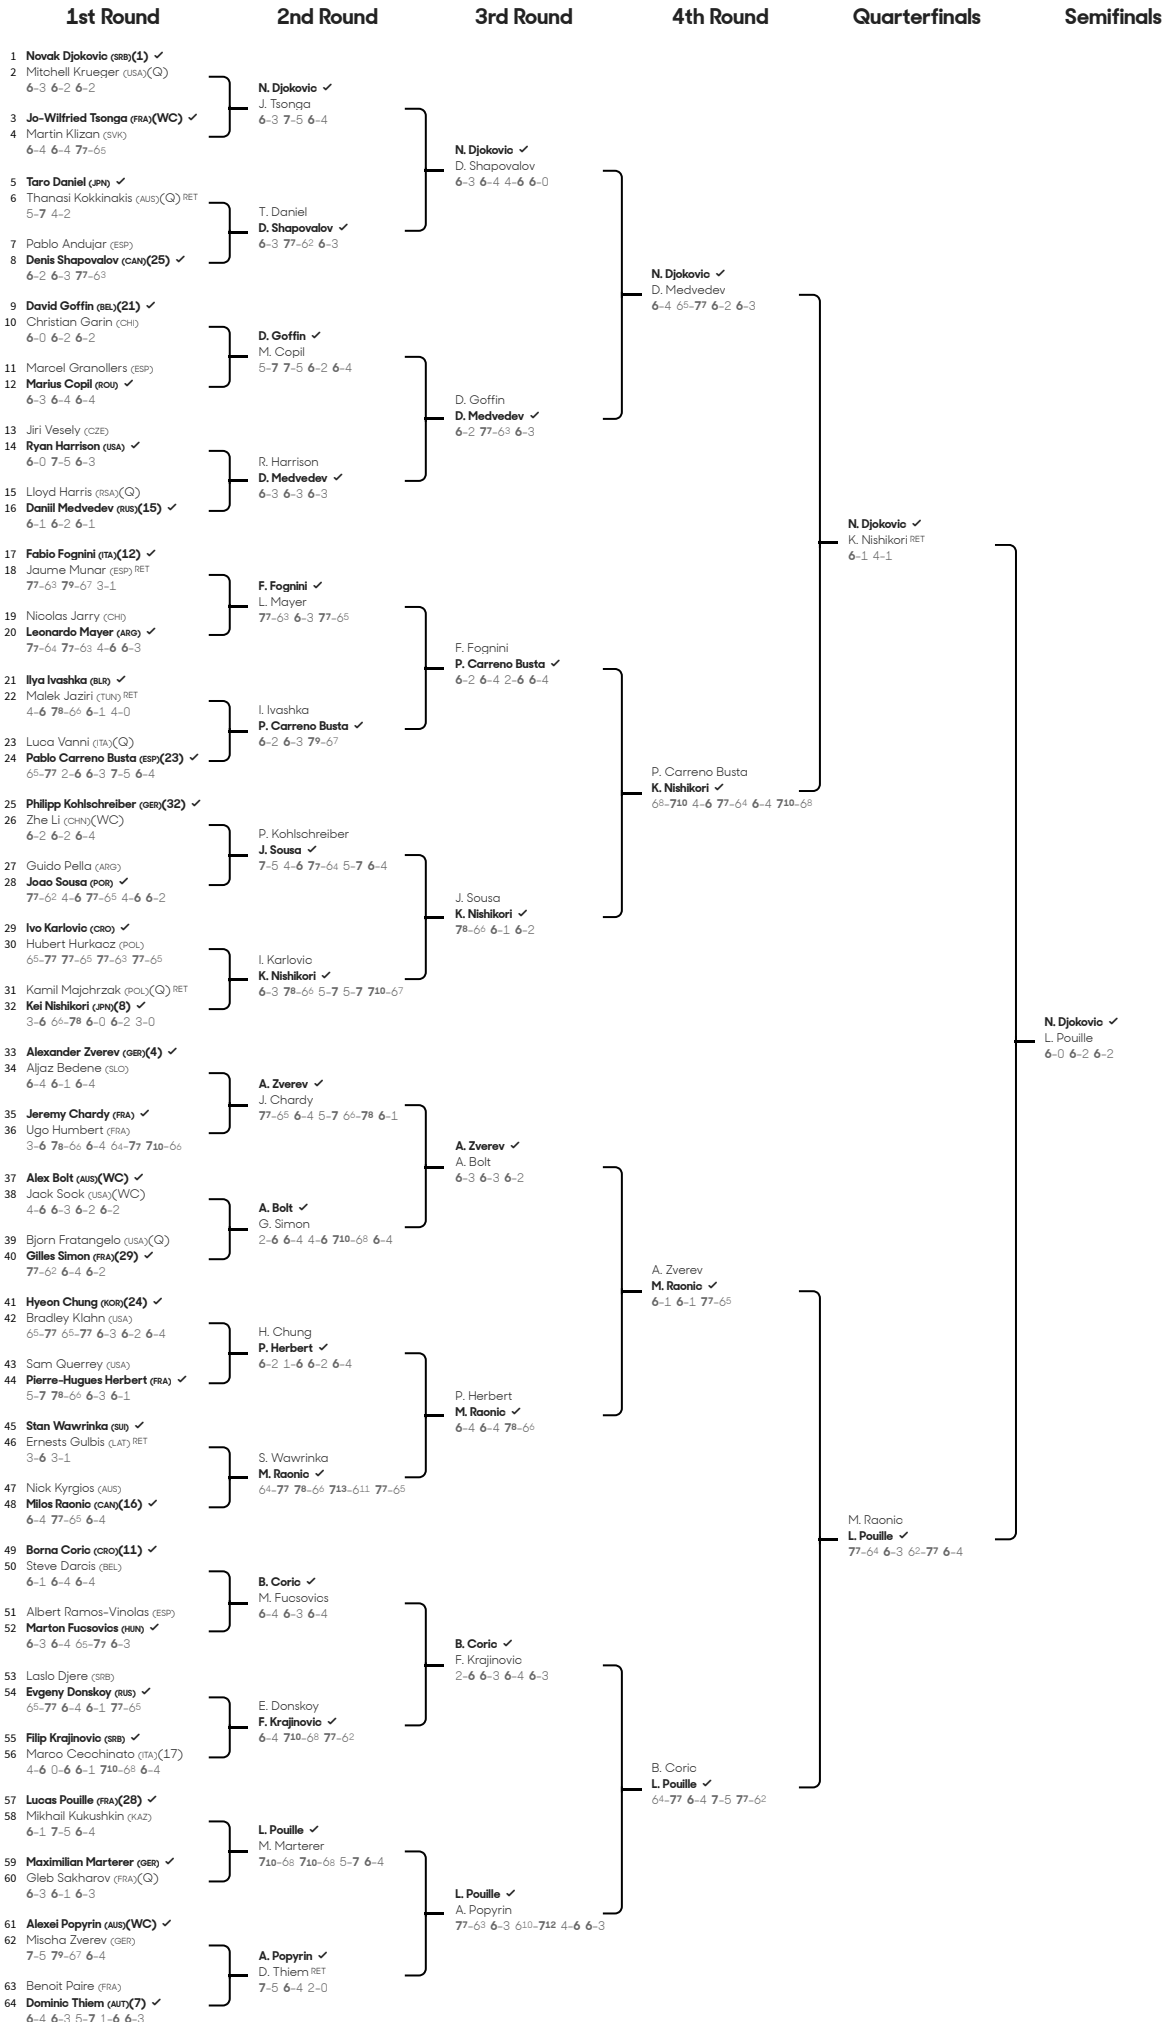 1st Round
2nd Round
3rd Round
4th Round
Quarterfinals
Semifinals
1 Novak Djokovic (SRB)(1) ✓
2 Mitchell Krueger (USA)(Q)
6-3 6-2 6-2
3 Jo-Wilfried Tsonga (FRA)(WC) ✓
4 Martin Klizan (SVK)
6-4 6-4 77-65
5 Taro Daniel (JPN) ✓
6 Thanasi Kokkinakis (AUS)(Q) RET
5-7 4-2
7 Pablo Andujar (ESP)
8 Denis Shapovalov (CAN)(25) ✓
6-2 6-3 77-63
9 David Goffin (BEL)(21) ✓
10 Christian Garin (CHI)
6-0 6-2 6-2
11 Marcel Granollers (ESP)
12 Marius Copil (ROU) ✓
6-3 6-4 6-4
13 Jiri Vesely (CZE)
14 Ryan Harrison (USA) ✓
6-0 7-5 6-3
15 Lloyd Harris (RSA)(Q)
16 Daniil Medvedev (RUS)(15) ✓
6-1 6-2 6-1
17 Fabio Fognini (ITA)(12) ✓
18 Jaume Munar (ESP) RET
77-63 79-67 3-1
19 Nicolas Jarry (CHI)
20 Leonardo Mayer (ARG) ✓
77-64 77-63 4-6 6-3
21 Ilya Ivashka (BLR) ✓
22 Malek Jaziri (TUN) RET
4-6 78-66 6-1 4-0
23 Luca Vanni (ITA)(Q)
24 Pablo Carreno Busta (ESP)(23) ✓
65-77 2-6 6-3 7-5 6-4
25 Philipp Kohlschreiber (GER)(32) ✓
26 Zhe Li (CHN)(WC)
6-2 6-2 6-4
27 Guido Pella (ARG)
28 Joao Sousa (POR) ✓
77-62 4-6 77-65 4-6 6-2
29 Ivo Karlovic (CRO) ✓
30 Hubert Hurkacz (POL)
65-77 77-65 77-63 77-65
31 Kamil Majchrzak (POL)(Q) RET
32 Kei Nishikori (JPN)(8) ✓
3-6 66-78 6-0 6-2 3-0
33 Alexander Zverev (GER)(4) ✓
34 Aljaz Bedene (SLO)
6-4 6-1 6-4
35 Jeremy Chardy (FRA) ✓
36 Ugo Humbert (FRA)
3-6 78-66 6-4 64-77 710-66
37 Alex Bolt (AUS)(WC) ✓
38 Jack Sock (USA)(WC)
4-6 6-3 6-2 6-2
39 Bjorn Fratangelo (USA)(Q)
40 Gilles Simon (FRA)(29) ✓
77-62 6-4 6-2
41 Hyeon Chung (KOR)(24) ✓
42 Bradley Klahn (USA)
65-77 65-77 6-3 6-2 6-4
43 Sam Querrey (USA)
44 Pierre-Hugues Herbert (FRA) ✓
5-7 78-66 6-3 6-1
45 Stan Wawrinka (SUI) ✓
46 Ernests Gulbis (LAT) RET
3-6 3-1
47 Nick Kyrgios (AUS)
48 Milos Raonic (CAN)(16) ✓
6-4 77-65 6-4
49 Borna Coric (CRO)(11) ✓
50 Steve Darcis (BEL)
6-1 6-4 6-4
51 Albert Ramos-Vinolas (ESP)
52 Marton Fucsovics (HUN) ✓
6-3 6-4 65-77 6-3
53 Laslo Djere (SRB)
54 Evgeny Donskoy (RUS) ✓
65-77 6-4 6-1 77-65
55 Filip Krajinovic (SRB) ✓
56 Marco Cecchinato (ITA)(17)
4-6 0-6 6-1 710-68 6-4
57 Lucas Pouille (FRA)(28) ✓
58 Mikhail Kukushkin (KAZ)
6-1 7-5 6-4
59 Maximilian Marterer (GER) ✓
60 Gleb Sakharov (FRA)(Q)
6-3 6-1 6-3
61 Alexei Popyrin (AUS)(WC) ✓
62 Mischa Zverev (GER)
7-5 79-67 6-4
63 Benoit Paire (FRA)
64 Dominic Thiem (AUT)(7) ✓
6-4 6-3 5-7 1-6 6-3
N. Djokovic ✓
J. Tsonga
6-3 7-5 6-4
T. Daniel
D. Shapovalov ✓
6-3 77-62 6-3
D. Goffin ✓
M. Copil
5-7 7-5 6-2 6-4
R. Harrison
D. Medvedev ✓
6-3 6-3 6-3
F. Fognini ✓
L. Mayer
77-63 6-3 77-65
I. Ivashka
P. Carreno Busta ✓
6-2 6-3 79-67
P. Kohlschreiber
J. Sousa ✓
7-5 4-6 77-64 5-7 6-4
I. Karlovic
K. Nishikori ✓
6-3 78-66 5-7 5-7 710-67
A. Zverev ✓
J. Chardy
77-65 6-4 5-7 66-78 6-1
A. Bolt ✓
G. Simon
2-6 6-4 4-6 710-68 6-4
H. Chung
P. Herbert ✓
6-2 1-6 6-2 6-4
S. Wawrinka
M. Raonic ✓
64-77 78-66 713-611 77-65
B. Coric ✓
M. Fucsovics
6-4 6-3 6-4
E. Donskoy
F. Krajinovic ✓
6-4 710-68 77-62
L. Pouille ✓
M. Marterer
710-68 710-68 5-7 6-4
A. Popyrin ✓
D. Thiem RET
7-5 6-4 2-0
N. Djokovic ✓
D. Shapovalov
6-3 6-4 4-6 6-0
D. Goffin
D. Medvedev ✓
6-2 77-63 6-3
F. Fognini
P. Carreno Busta ✓
6-2 6-4 2-6 6-4
J. Sousa
K. Nishikori ✓
78-66 6-1 6-2
A. Zverev ✓
A. Bolt
6-3 6-3 6-2
P. Herbert
M. Raonic ✓
6-4 6-4 78-66
B. Coric ✓
F. Krajinovic
2-6 6-3 6-4 6-3
L. Pouille ✓
A. Popyrin
77-63 6-3 610-712 4-6 6-3
N. Djokovic ✓
D. Medvedev
6-4 65-77 6-2 6-3
P. Carreno Busta
K. Nishikori ✓
68-710 4-6 77-64 6-4 710-68
A. Zverev
M. Raonic ✓
6-1 6-1 77-65
B. Coric
L. Pouille ✓
64-77 6-4 7-5 77-62
N. Djokovic ✓
K. Nishikori RET
6-1 4-1
M. Raonic
L. Pouille ✓
77-64 6-3 62-77 6-4
N. Djokovic ✓
L. Pouille
6-0 6-2 6-2